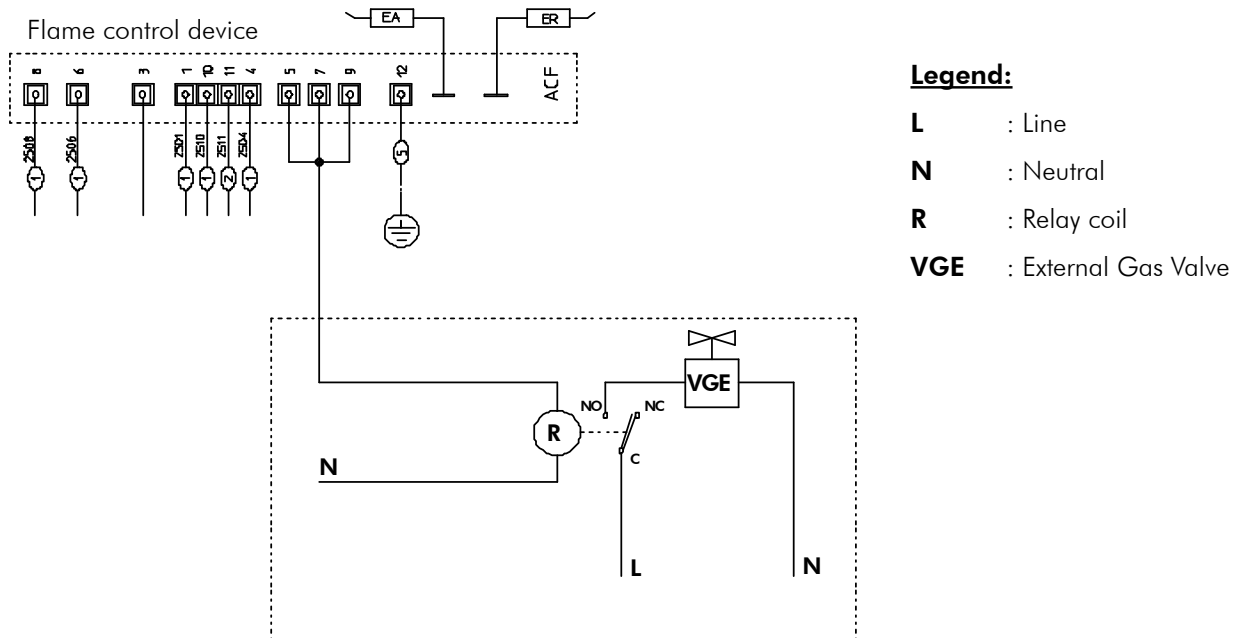 EA
ER
Flame control device
8 6 3 1 10 11 4 5 7 9 12
ACF
2508 2506 2501 2510 2511 2504
1 1 1 1 2 1 5
Legend:
L : Line
N : Neutral
R : Relay coil
VGE : External Gas Valve
VGE
NO NC
R
C
N
L
N